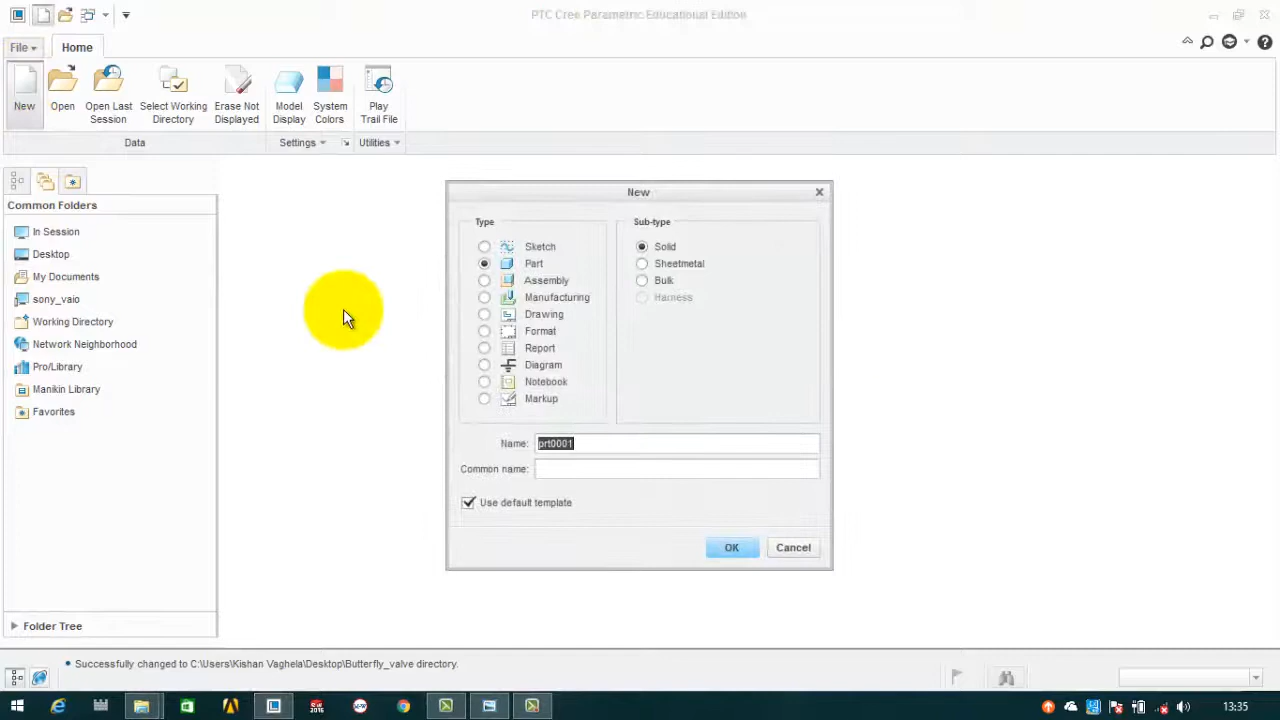 PTC Creo Parametric Educational Edition
File
Home
New
Open
Open Last Session
Select Working Directory
Erase Not Displayed
Model Display
System Colors
Play Trail File
Data
Settings
Utilities
Common Folders
In Session
Desktop
My Documents
sony_vaio
Working Directory
Network Neighborhood
Pro/Library
Manikin Library
Favorites
Folder Tree
New
Type
Sub-type
Sketch
Solid
Part
Sheetmetal
Assembly
Bulk
Manufacturing
Harness
Drawing
Format
Report
Diagram
Notebook
Markup
Name: prt0001
Common name:
Use default template
OK
Cancel
Successfully changed to C:\Users\Kishan Vaghela\Desktop\Butterfly_valve directory.
13:35